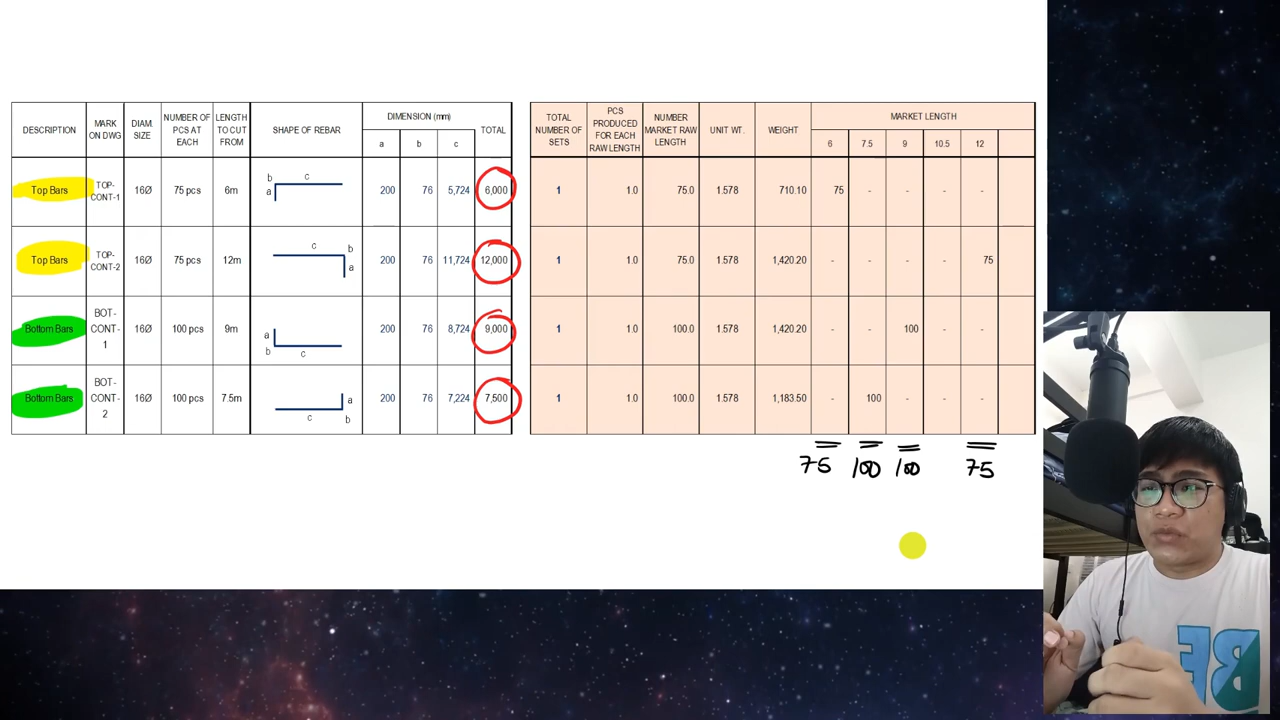 DESCRIPTION MARK ON DWG DIAM. SIZE NUMBER OF PCS AT EACH LENGTH TO CUT FROM SHAPE OF REBAR DIMENSION (mm) a b c TOTAL TOTAL NUMBER OF SETS PCS PRODUCED FOR EACH RAW LENGTH NUMBER MARKET RAW LENGTH UNIT WT. WEIGHT MARKET LENGTH 6 7.5 9 10.5 12
Top Bars TOP-CONT-1 16Ø 75 pcs 6m b c a 200 76 5,724 6,000 1 1.0 75.0 1.578 710.10 75 - - - -
Top Bars TOP-CONT-2 16Ø 75 pcs 12m c b a 200 76 11,724 12,000 1 1.0 75.0 1.578 1,420.20 - - - - 75
Bottom Bars BOT-CONT-1 16Ø 100 pcs 9m a b c 200 76 8,724 9,000 1 1.0 100.0 1.578 1,420.20 - - 100 - -
Bottom Bars BOT-CONT-2 16Ø 100 pcs 7.5m a c b 200 76 7,224 7,500 1 1.0 100.0 1.578 1,183.50 - 100 - - -
75 100 100 75
BE